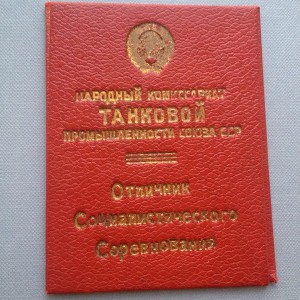 НАРОДНЫЙ КОМИССАРИАТ
ТАНКОВОЙ
ПРОМЫШЛЕННОСТИ СОЮЗА ССР
Отличник
Социалистического
Соревнования